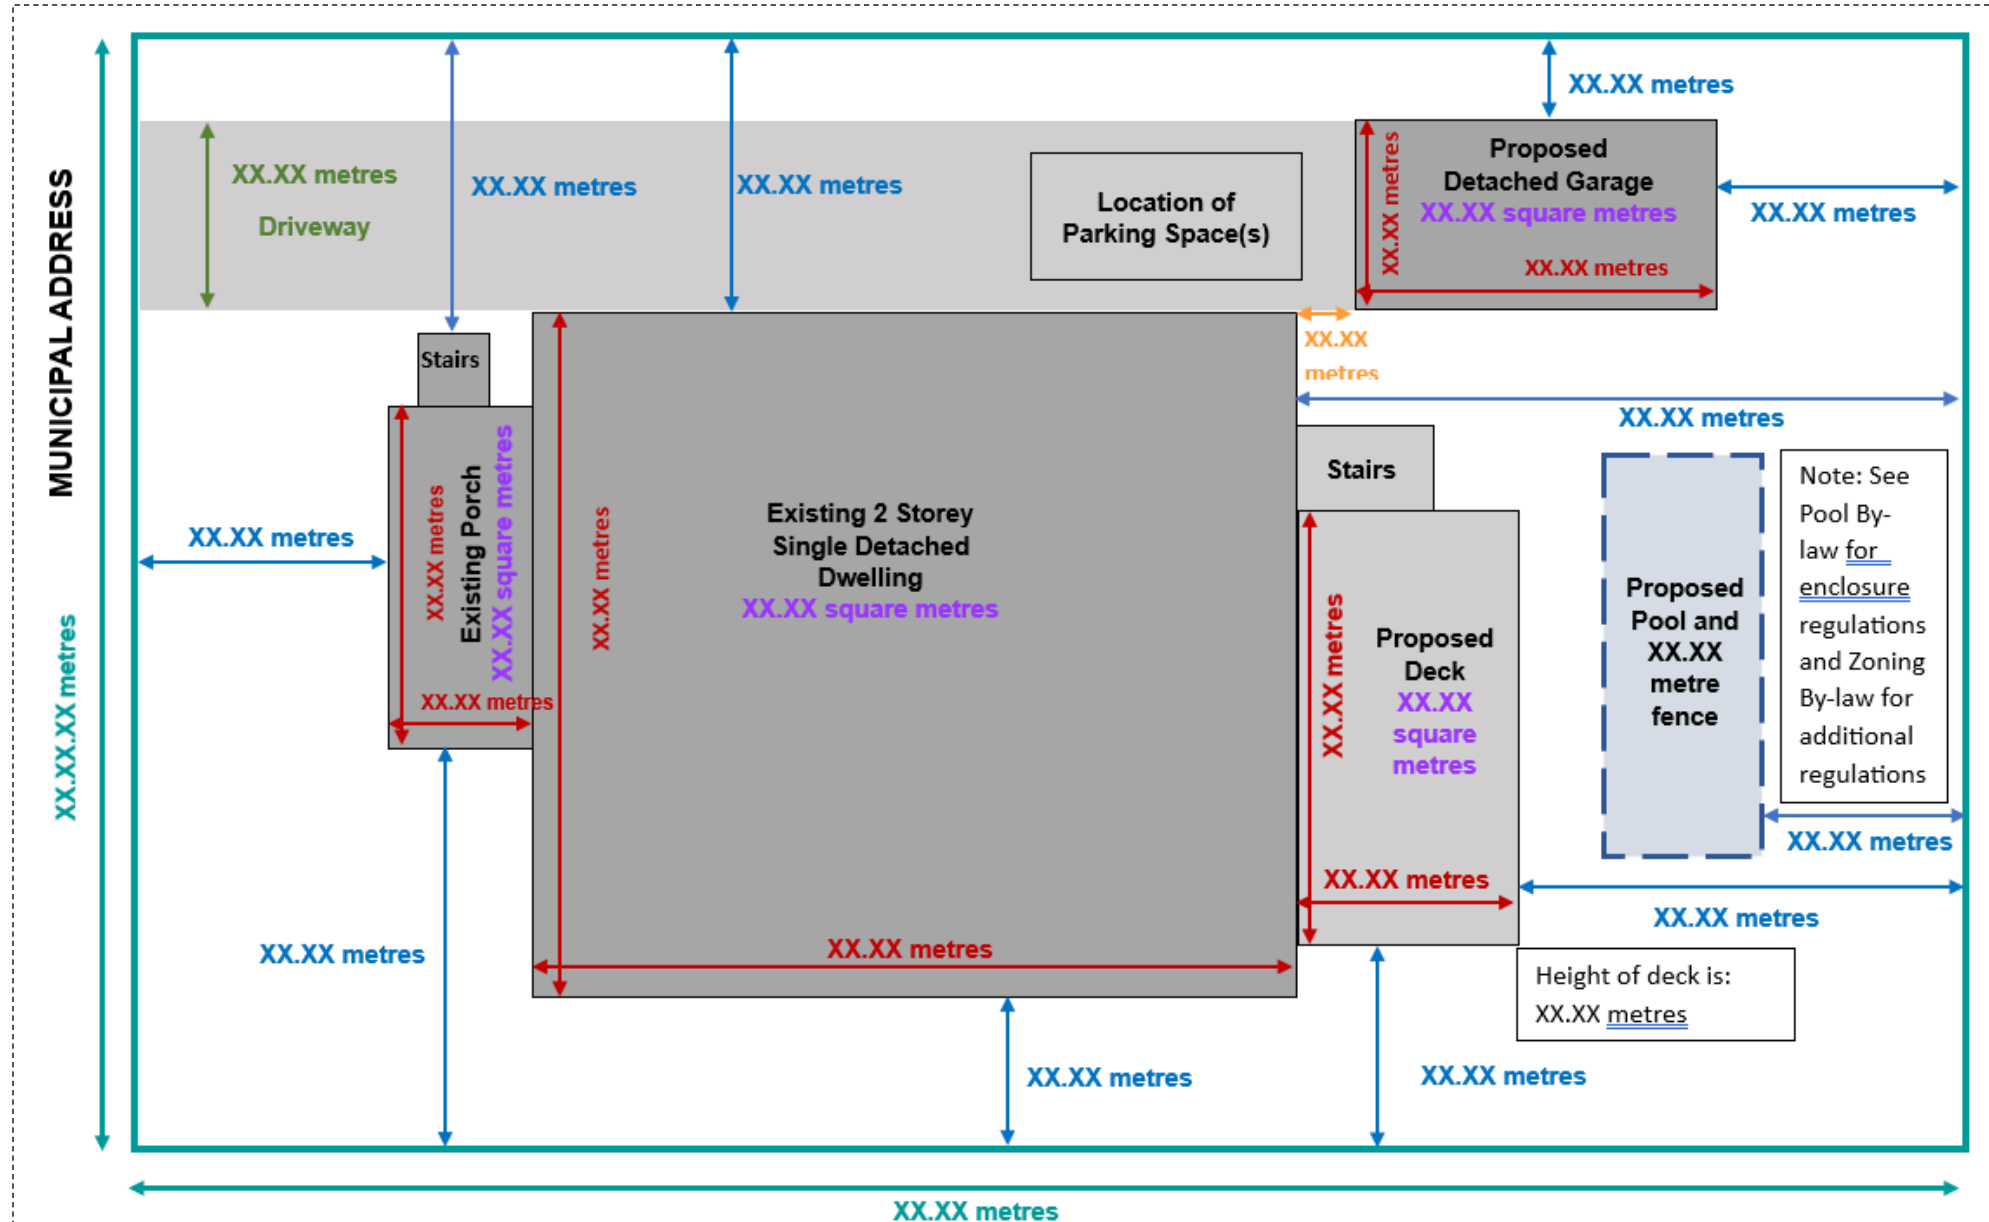 XX.XX metres
XX.XX metres
Driveway
XX.XX metres
XX.XX metres
Location of
Parking Space(s)
XX.XX metres
Proposed
Detached Garage
XX.XX square metres
XX.XX metres
XX.XX metres
XX.XX
metres
XX.XX metres
MUNICIPAL ADDRESS
XX.XX.XX metres
Stairs
XX.XX metres
Existing Porch
XX.XX square metres
XX.XX metres
XX.XX metres
XX.XX metres
Existing 2 Storey
Single Detached
Dwelling
XX.XX square metres
XX.XX metres
Stairs
XX.XX metres
Proposed
Deck
XX.XX
square
metres
XX.XX metres
Proposed
Pool and
XX.XX
metre
fence
Note: See
Pool By-
law for
enclosure
regulations
and Zoning
By-law for
additional
regulations
XX.XX metres
XX.XX metres
Height of deck is:
XX.XX metres
XX.XX metres
XX.XX metres
XX.XX metres
XX.XX metres